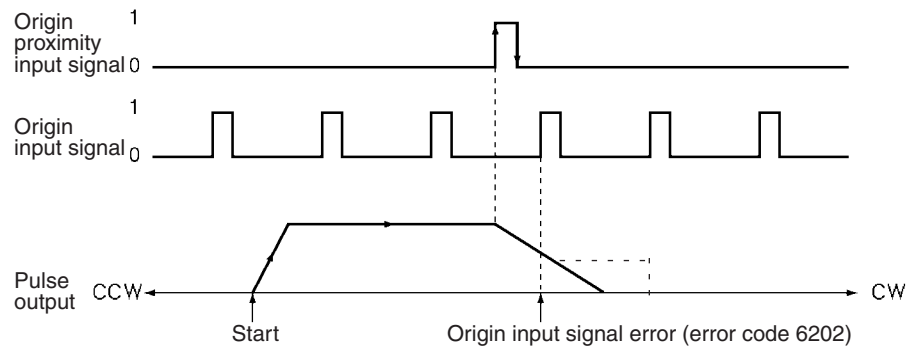 Origin
proximity
input signal
1
0
Origin
input signal
1
0
Pulse
output
CCW
CW
Start
Origin input signal error (error code 6202)